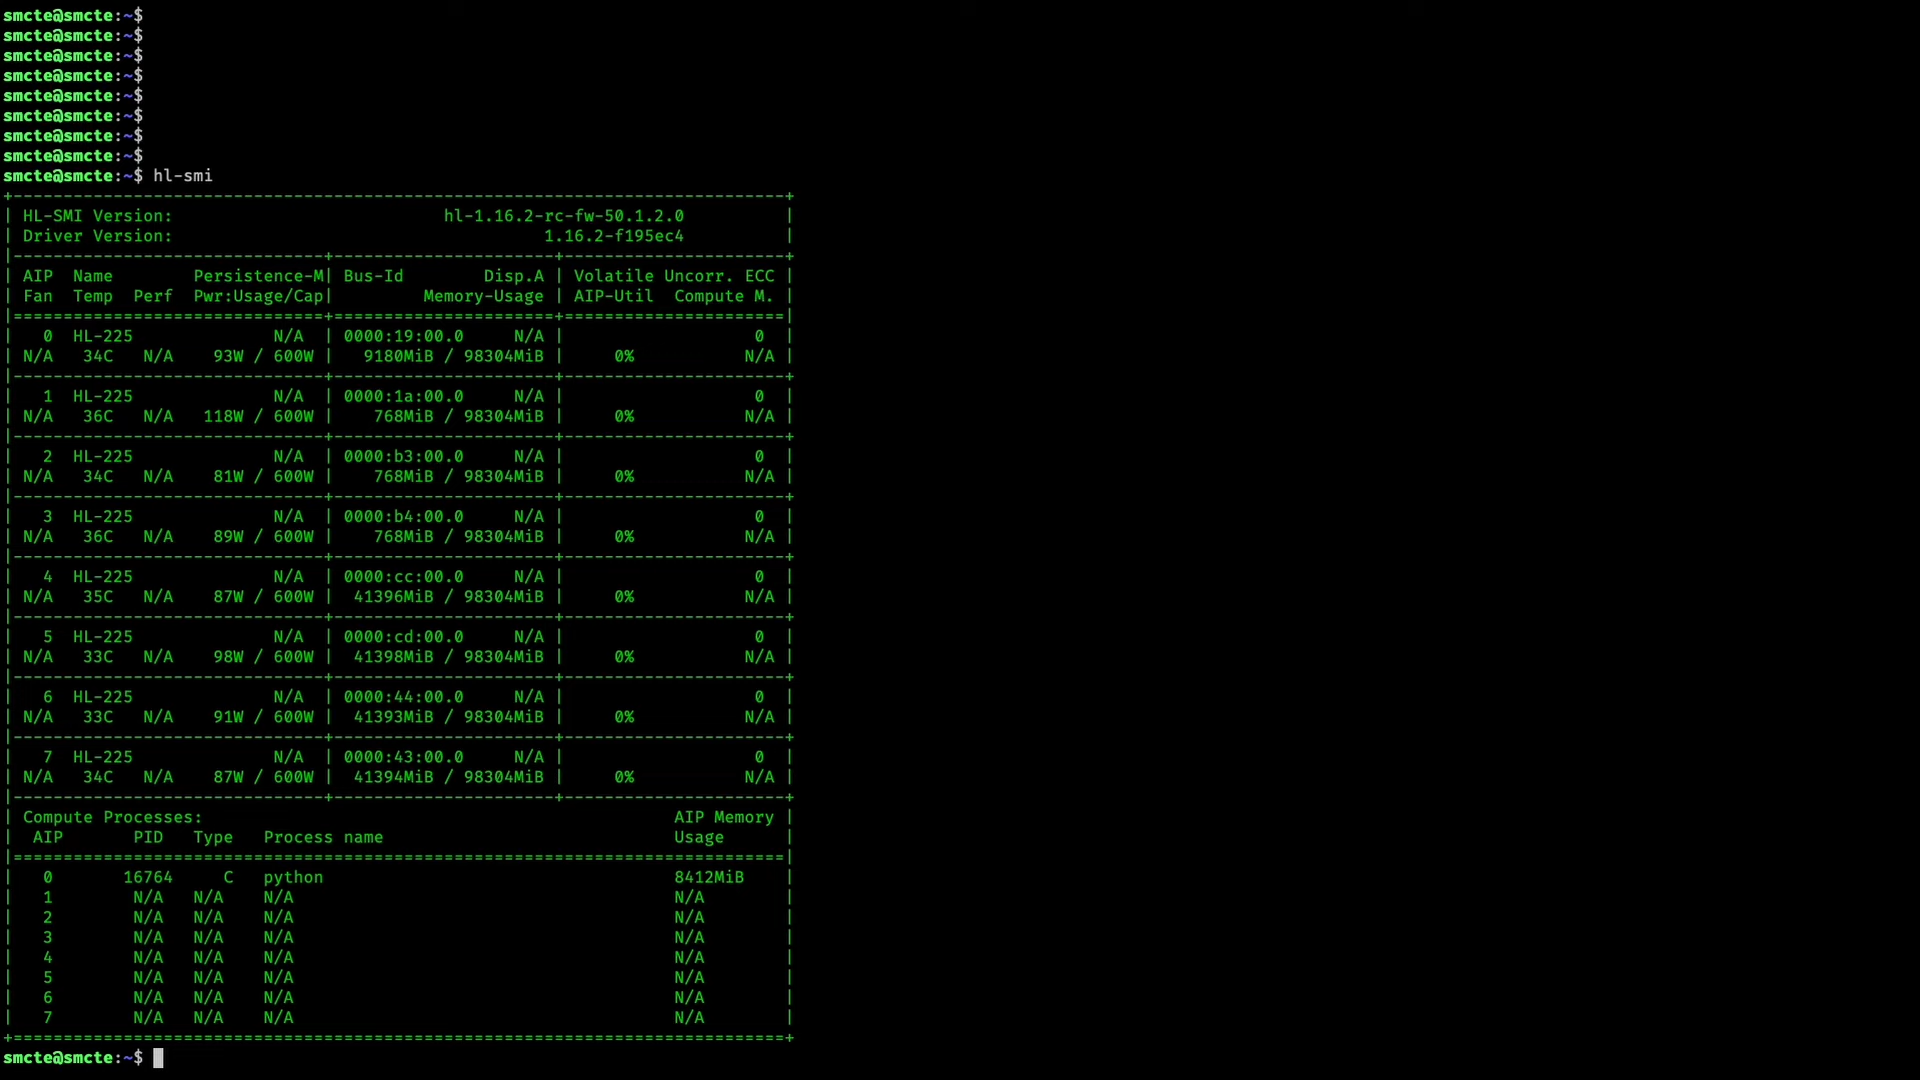 smcte@smcte:~$
smcte@smcte:~$
smcte@smcte:~$
smcte@smcte:~$
smcte@smcte:~$
smcte@smcte:~$
smcte@smcte:~$
smcte@smcte:~$
smcte@smcte:~$ hl-smi
+-----------------------------------------------------------------------------+
| HL-SMI Version:                           hl-1.16.2-rc-fw-50.1.2.0          |
| Driver Version:                                     1.16.2-f195ec4          |
|-------------------------------+----------------------+----------------------+
| AIP  Name        Persistence-M| Bus-Id        Disp.A | Volatile Uncorr. ECC |
| Fan  Temp  Perf  Pwr:Usage/Cap|         Memory-Usage | AIP-Util  Compute M. |
|===============================+======================+======================|
|   0  HL-225              N/A  | 0000:19:00.0     N/A |                   0  |
| N/A   34C   N/A    93W / 600W |   9180MiB / 98304MiB |     0%           N/A |
|-------------------------------+----------------------+----------------------+
|   1  HL-225              N/A  | 0000:1a:00.0     N/A |                   0  |
| N/A   36C   N/A   118W / 600W |    768MiB / 98304MiB |     0%           N/A |
|-------------------------------+----------------------+----------------------+
|   2  HL-225              N/A  | 0000:b3:00.0     N/A |                   0  |
| N/A   34C   N/A    81W / 600W |    768MiB / 98304MiB |     0%           N/A |
|-------------------------------+----------------------+----------------------+
|   3  HL-225              N/A  | 0000:b4:00.0     N/A |                   0  |
| N/A   36C   N/A    89W / 600W |    768MiB / 98304MiB |     0%           N/A |
|-------------------------------+----------------------+----------------------+
|   4  HL-225              N/A  | 0000:cc:00.0     N/A |                   0  |
| N/A   35C   N/A    87W / 600W |  41396MiB / 98304MiB |     0%           N/A |
|-------------------------------+----------------------+----------------------+
|   5  HL-225              N/A  | 0000:cd:00.0     N/A |                   0  |
| N/A   33C   N/A    98W / 600W |  41398MiB / 98304MiB |     0%           N/A |
|-------------------------------+----------------------+----------------------+
|   6  HL-225              N/A  | 0000:44:00.0     N/A |                   0  |
| N/A   33C   N/A    91W / 600W |  41393MiB / 98304MiB |     0%           N/A |
|-------------------------------+----------------------+----------------------+
|   7  HL-225              N/A  | 0000:43:00.0     N/A |                   0  |
| N/A   34C   N/A    87W / 600W |  41394MiB / 98304MiB |     0%           N/A |
|-------------------------------+----------------------+----------------------+
| Compute Processes:                                               AIP Memory |
|  AIP       PID   Type   Process name                             Usage      |
|=============================================================================|
|   0       16764     C   python                                   8412MiB    |
|   1        N/A   N/A    N/A                                      N/A        |
|   2        N/A   N/A    N/A                                      N/A        |
|   3        N/A   N/A    N/A                                      N/A        |
|   4        N/A   N/A    N/A                                      N/A        |
|   5        N/A   N/A    N/A                                      N/A        |
|   6        N/A   N/A    N/A                                      N/A        |
|   7        N/A   N/A    N/A                                      N/A        |
+=============================================================================+
smcte@smcte:~$